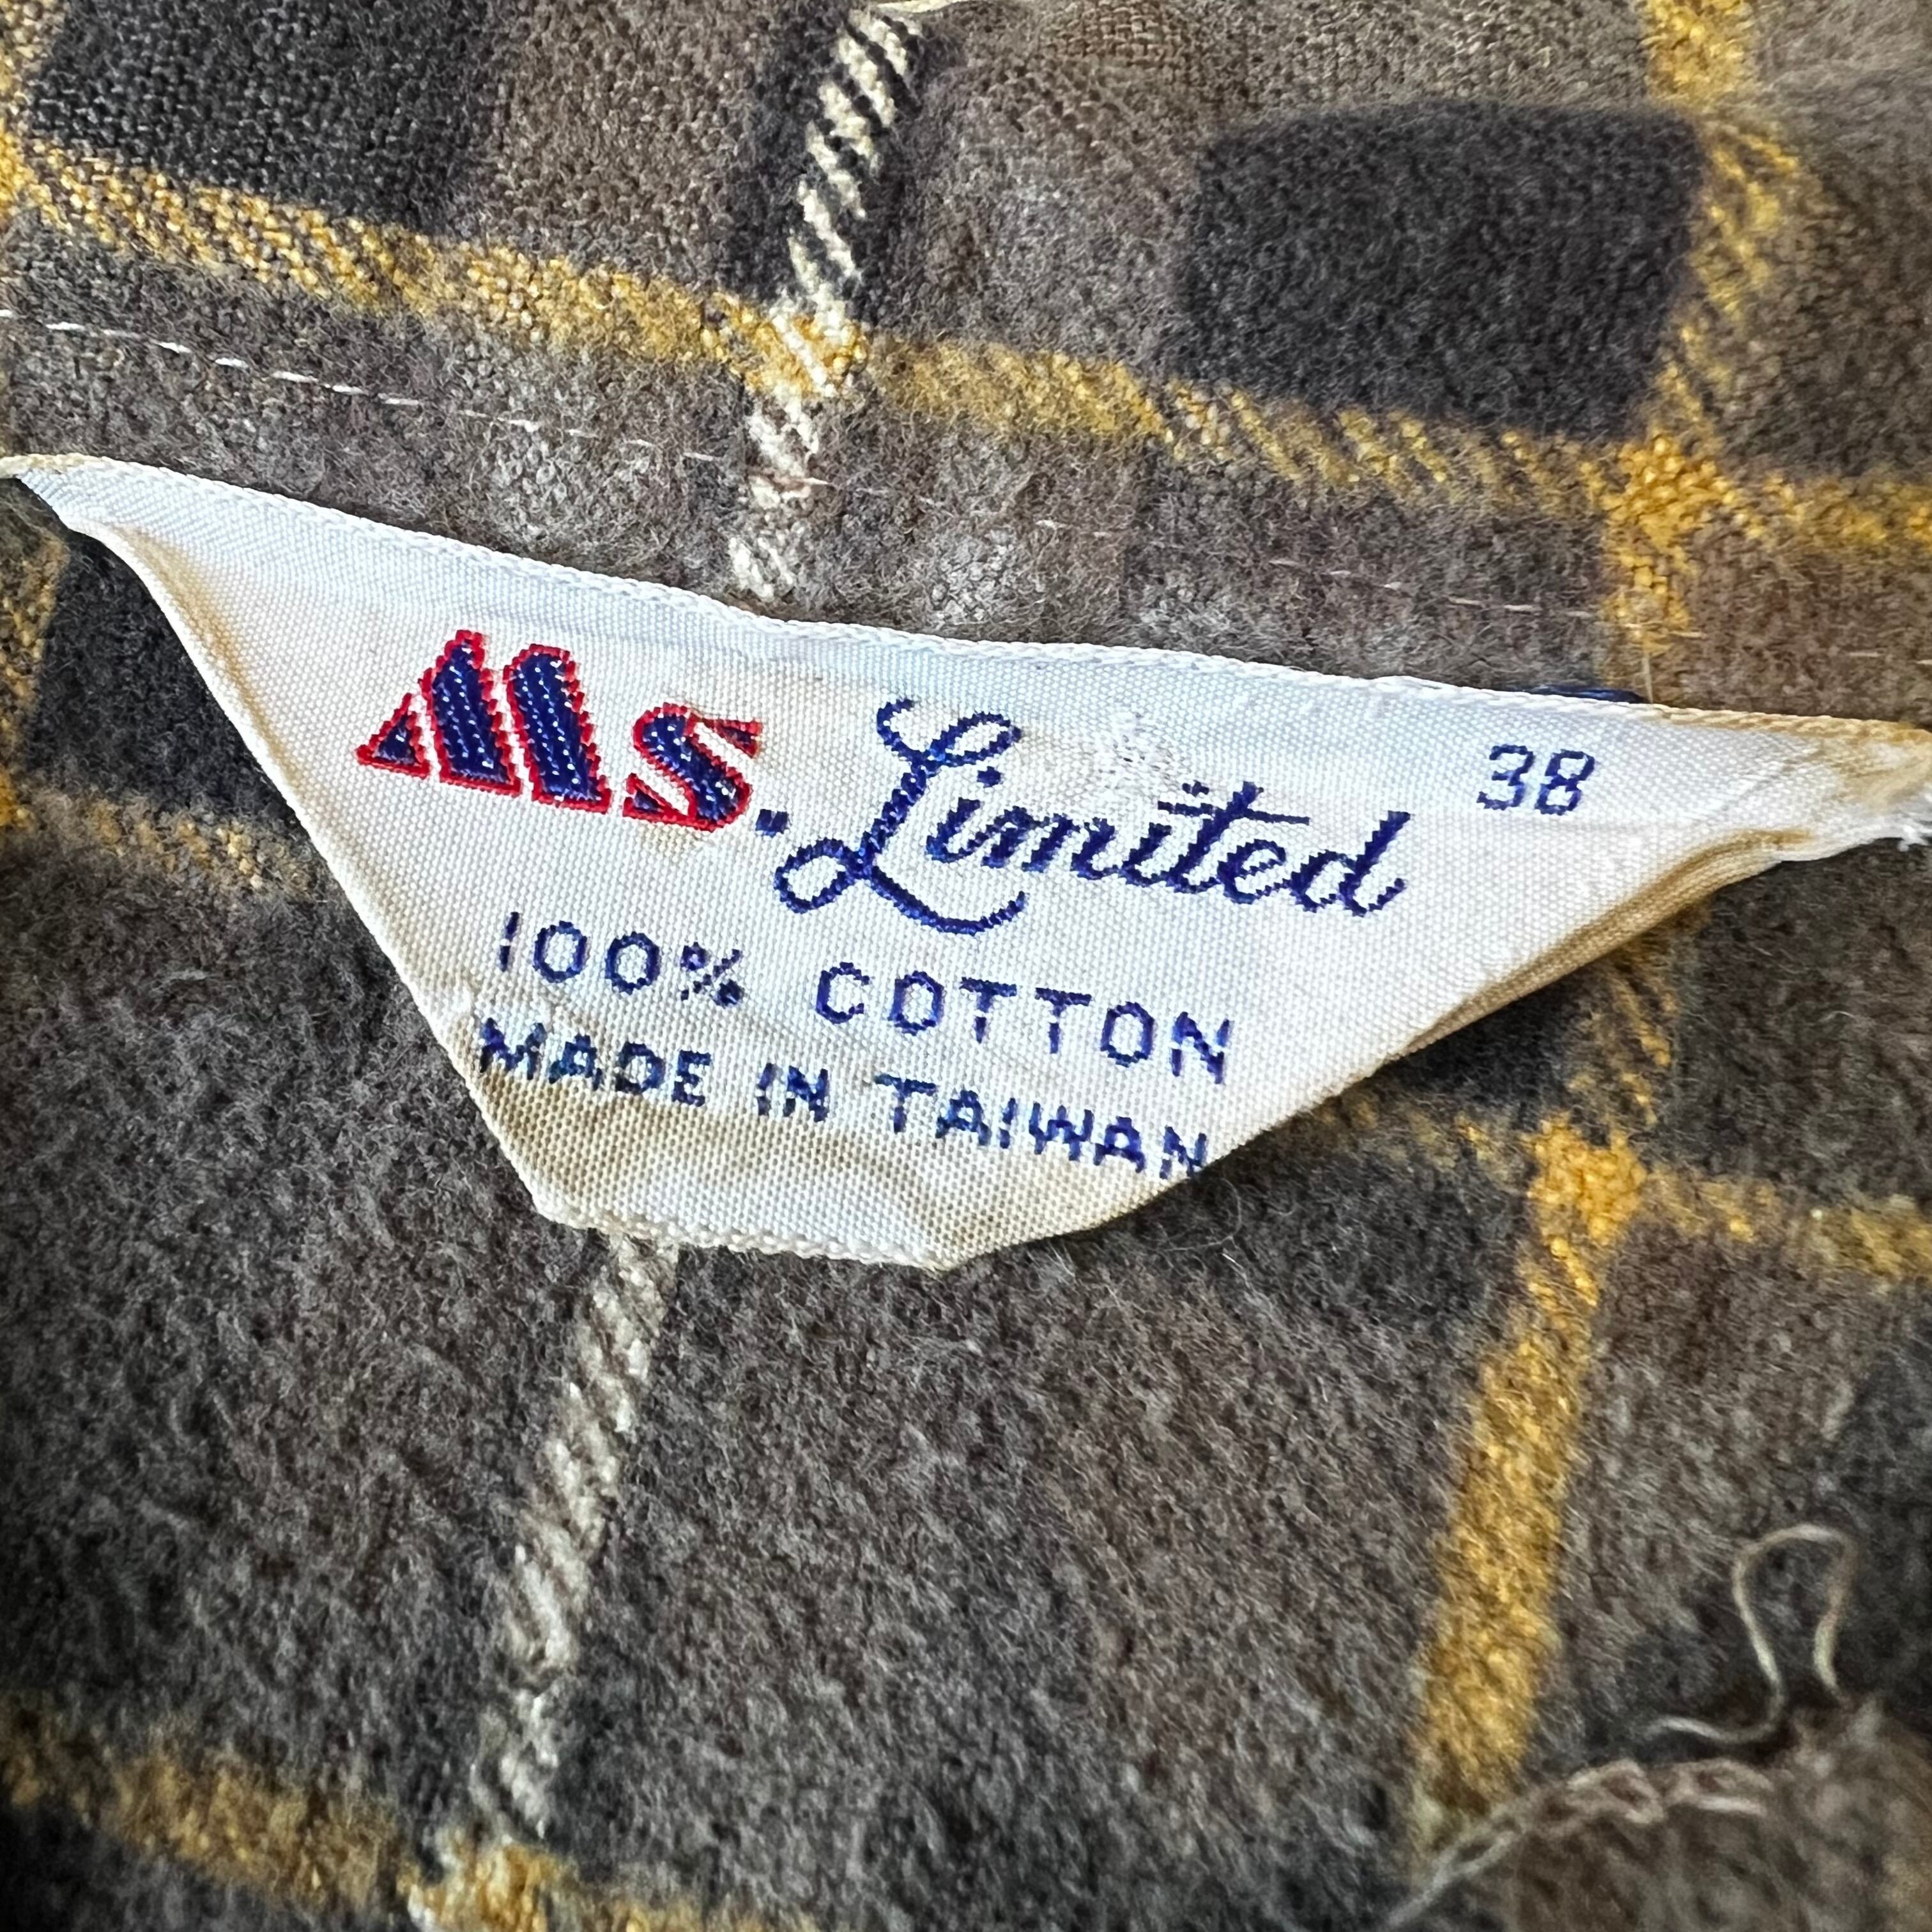 Ms. Limited 38
100% COTTON
MADE IN TAIWAN